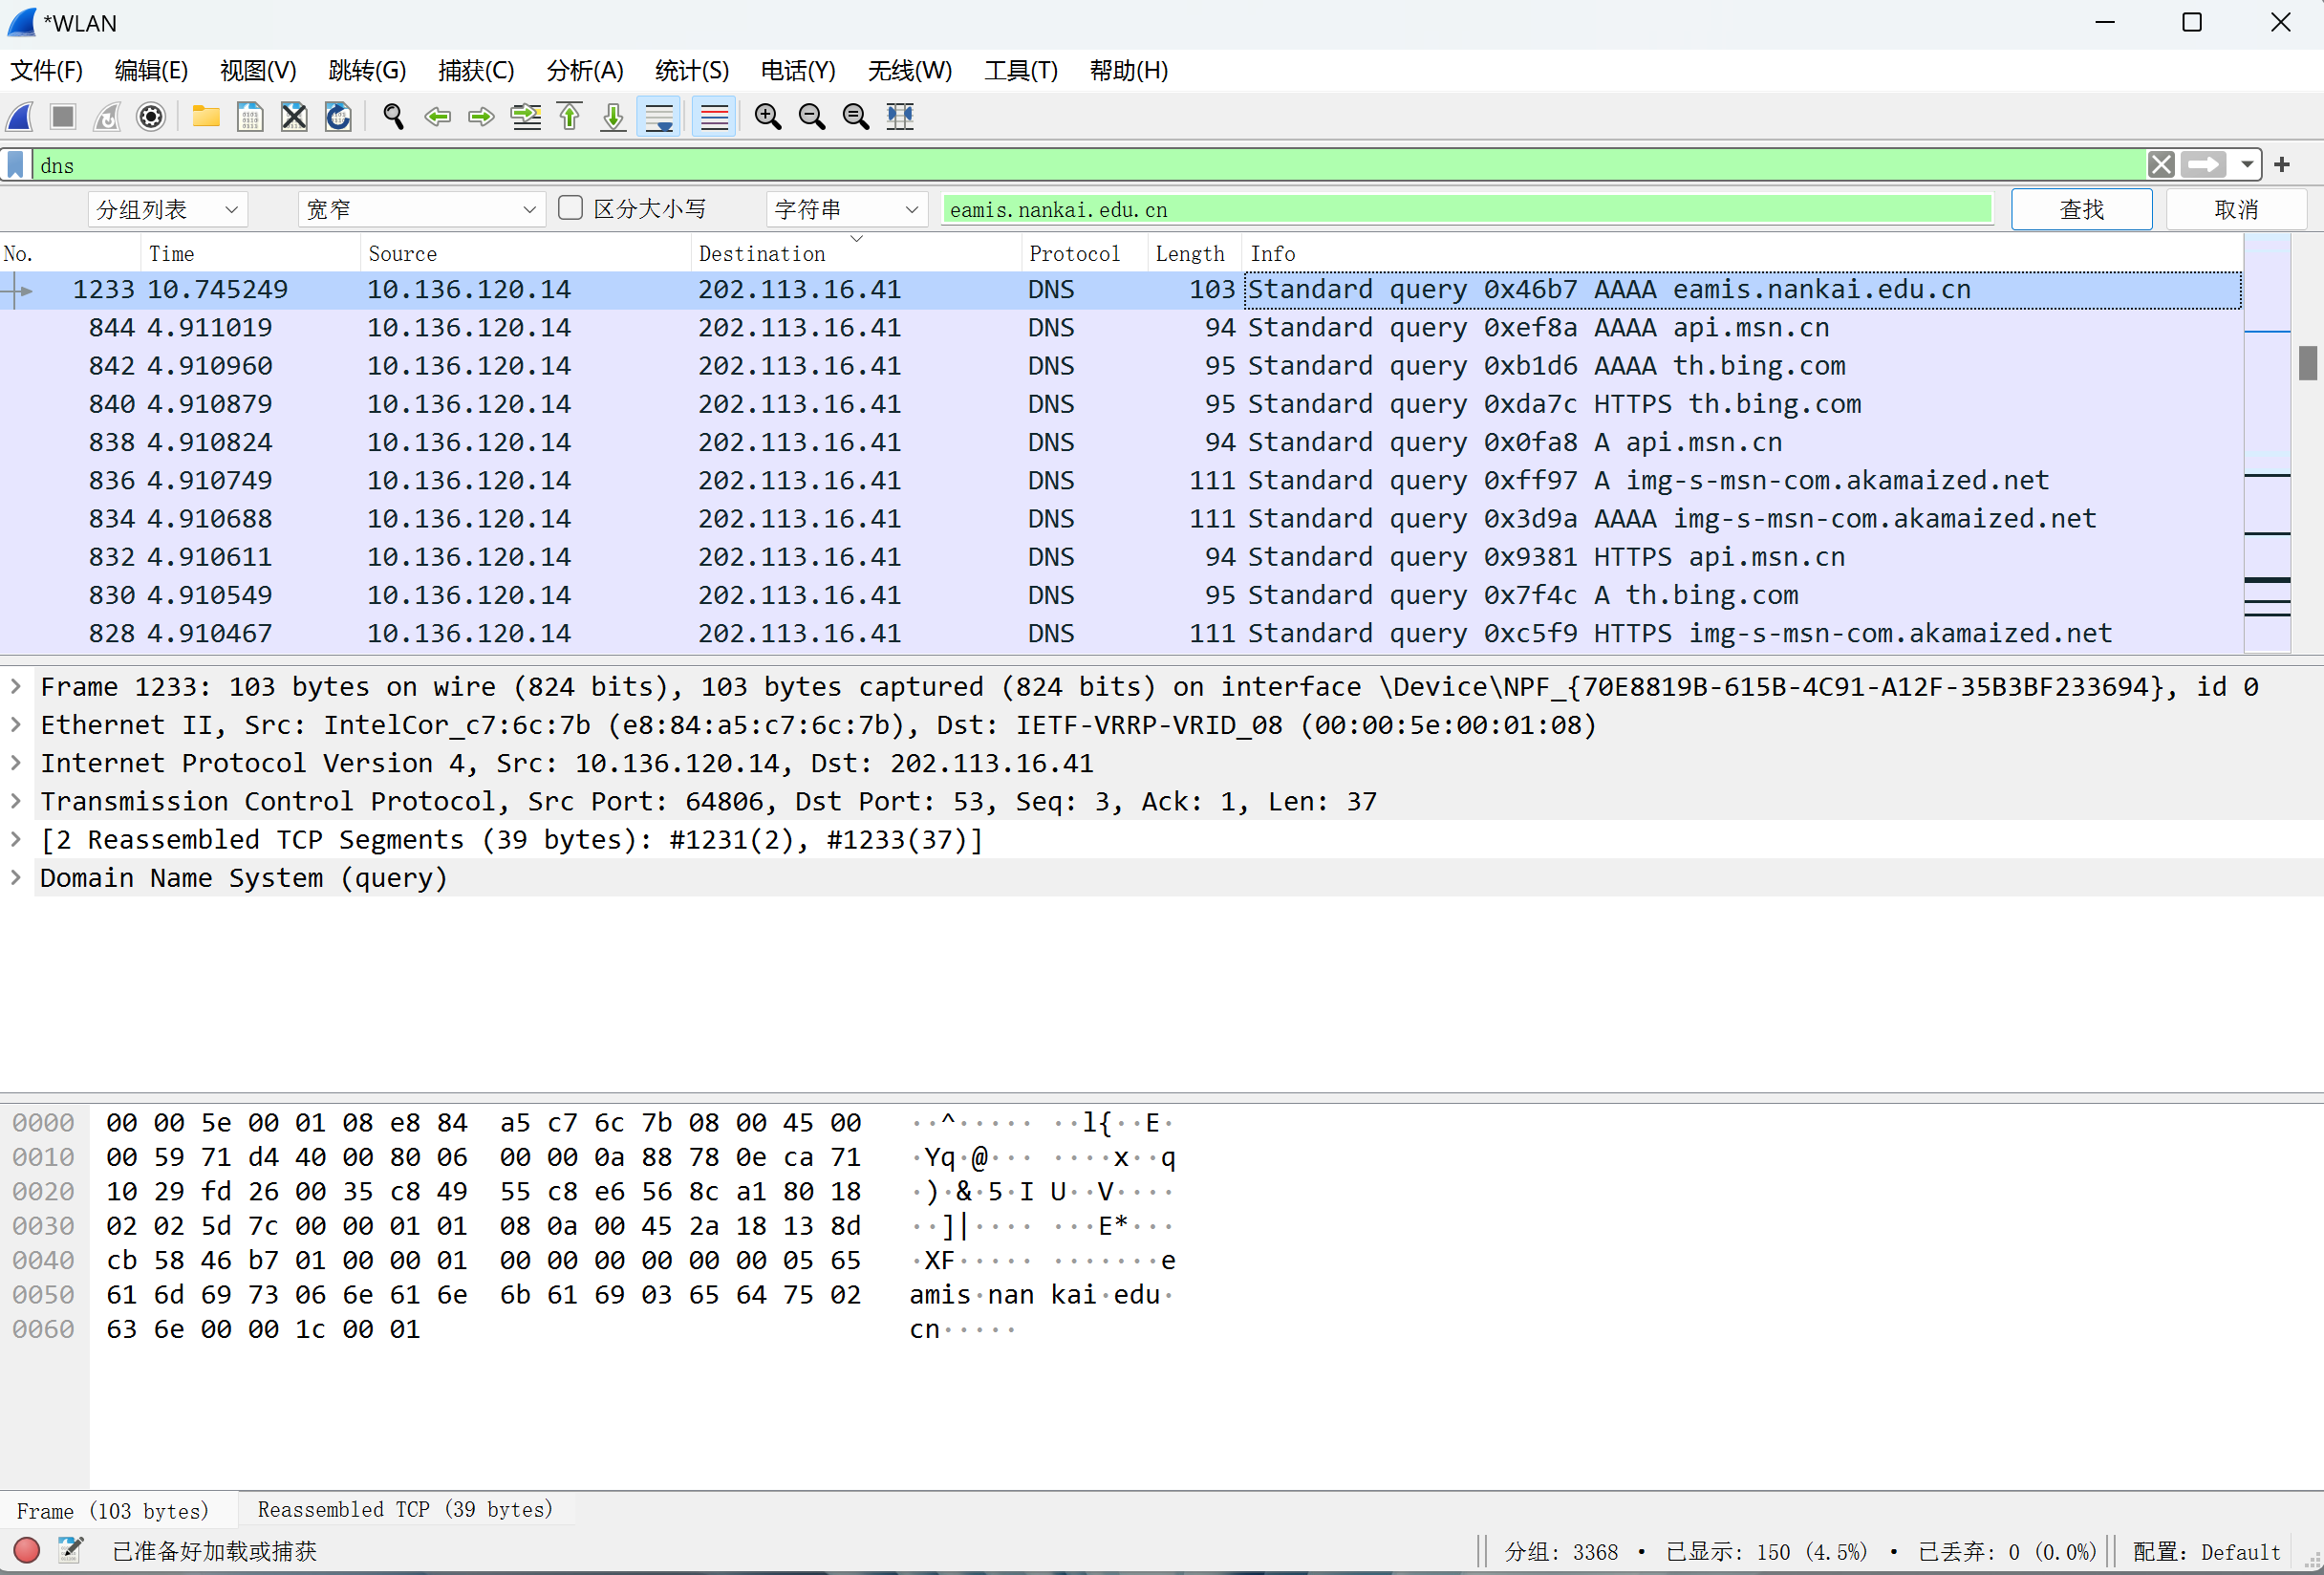 *WLAN
文件(F) 编辑(E) 视图(V) 跳转(G) 捕获(C) 分析(A) 统计(S) 电话(Y) 无线(W) 工具(T) 帮助(H)
dns
分组列表 宽窄 区分大小写 字符串 eamis.nankai.edu.cn 查找 取消
No. Time Source Destination Protocol Length Info
1233 10.745249 10.136.120.14 202.113.16.41 DNS 103 Standard query 0x46b7 AAAA eamis.nankai.edu.cn
844 4.911019 10.136.120.14 202.113.16.41 DNS 94 Standard query 0xef8a AAAA api.msn.cn
842 4.910960 10.136.120.14 202.113.16.41 DNS 95 Standard query 0xb1d6 AAAA th.bing.com
840 4.910879 10.136.120.14 202.113.16.41 DNS 95 Standard query 0xda7c HTTPS th.bing.com
838 4.910824 10.136.120.14 202.113.16.41 DNS 94 Standard query 0x0fa8 A api.msn.cn
836 4.910749 10.136.120.14 202.113.16.41 DNS 111 Standard query 0xff97 A img-s-msn-com.akamaized.net
834 4.910688 10.136.120.14 202.113.16.41 DNS 111 Standard query 0x3d9a AAAA img-s-msn-com.akamaized.net
832 4.910611 10.136.120.14 202.113.16.41 DNS 94 Standard query 0x9381 HTTPS api.msn.cn
830 4.910549 10.136.120.14 202.113.16.41 DNS 95 Standard query 0x7f4c A th.bing.com
828 4.910467 10.136.120.14 202.113.16.41 DNS 111 Standard query 0xc5f9 HTTPS img-s-msn-com.akamaized.net
Frame 1233: 103 bytes on wire (824 bits), 103 bytes captured (824 bits) on interface \Device\NPF_{70E8819B-615B-4C91-A12F-35B3BF233694}, id 0
Ethernet II, Src: IntelCor_c7:6c:7b (e8:84:a5:c7:6c:7b), Dst: IETF-VRRP-VRID_08 (00:00:5e:00:01:08)
Internet Protocol Version 4, Src: 10.136.120.14, Dst: 202.113.16.41
Transmission Control Protocol, Src Port: 64806, Dst Port: 53, Seq: 3, Ack: 1, Len: 37
[2 Reassembled TCP Segments (39 bytes): #1231(2), #1233(37)]
Domain Name System (query)
0000 00 00 5e 00 01 08 e8 84 a5 c7 6c 7b 08 00 45 00 ··^····· ··l{··E·
0010 00 59 71 d4 40 00 80 06 00 00 0a 88 78 0e ca 71 ·Yq·@··· ····x··q
0020 10 29 fd 26 00 35 c8 49 55 c8 e6 56 8c a1 80 18 ·)·&·5·I U··V····
0030 02 02 5d 7c 00 00 01 01 08 0a 00 45 2a 18 13 8d ··]|···· ···E*···
0040 cb 58 46 b7 01 00 00 01 00 00 00 00 00 00 05 65 ·XF····· ·······e
0050 61 6d 69 73 06 6e 61 6e 6b 61 69 03 65 64 75 02 amis·nan kai·edu·
0060 63 6e 00 00 1c 00 01 cn·····
Frame (103 bytes) Reassembled TCP (39 bytes)
已准备好加载或捕获 分组: 3368 · 已显示: 150 (4.5%) · 已丢弃: 0 (0.0%) 配置: Default